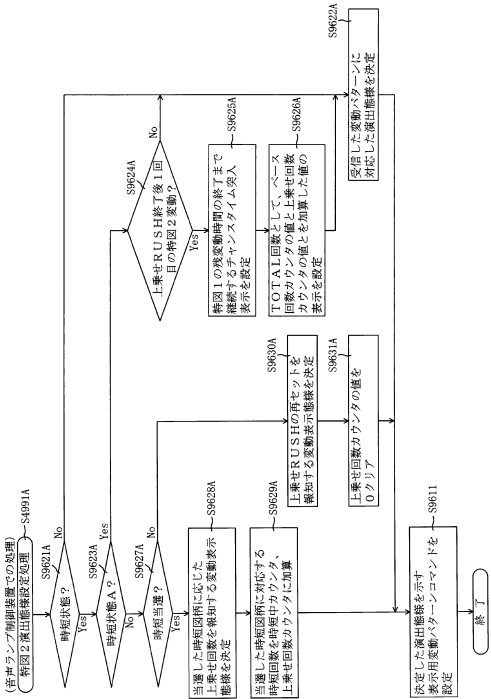 (音声ランプ制御装置での処理)
特図2演出態様設定処理
S4991A
時短状態?
S9621A
No
Yes
時短状態A?
S9623A
Yes
No
時短当選?
S9627A
No
Yes
当選した時短図柄に応じた
上乗せ回数を報知する変動表示
態様を決定
S9628A
当選した時短図柄に対応する
時短回数を時短中カウンタ、
上乗せ回数カウンタに加算
S9629A
上乗せRUSHの再セットを
報知する変動表示態様を決定
S9630A
上乗せ回数カウンタの値を
0クリア
S9631A
上乗せRUSH終了後1回
目の特図2変動?
S9624A
No
Yes
特図1の残変動時間の終了まで
継続するチャンスタイム突入
表示を設定
S9625A
TOTAL回数として、ベース
回数カウンタの値と上乗せ回数
カウンタの値とを加算した値の
表示を設定
S9626A
受信した変動パターンに
対応した演出態様を決定
S9622A
決定した演出態様を示す
表示用変動パターンコマンドを
設定
S9611
終了